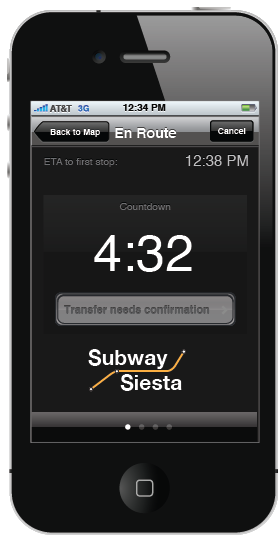 AT&T 3G 12:34 PM
Back to Map En Route Cancel
ETA to first stop: 12:38 PM
Countdown
4:32
Transfer needs confirmation
Subway
Siesta